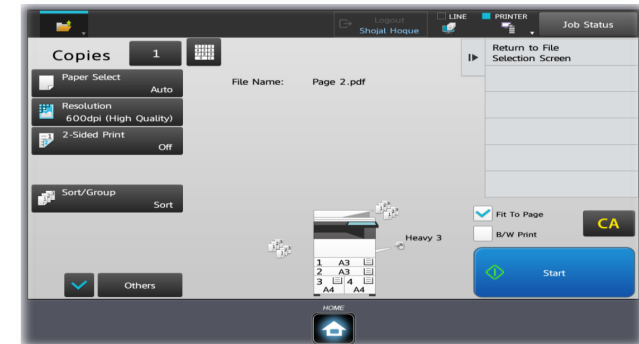 Logout
Shojal Hoque
LINE
PRINTER
Job Status
Copies
1
Return to File
Selection Screen
Paper Select
Auto
File Name: Page 2.pdf
Resolution
600dpi (High Quality)
2-Sided Print
Off
Sort/Group
Sort
Fit To Page
B/W Print
CA
Heavy 3
1 A3
2 A3
3 4
A4 A4
Others
Start
HOME